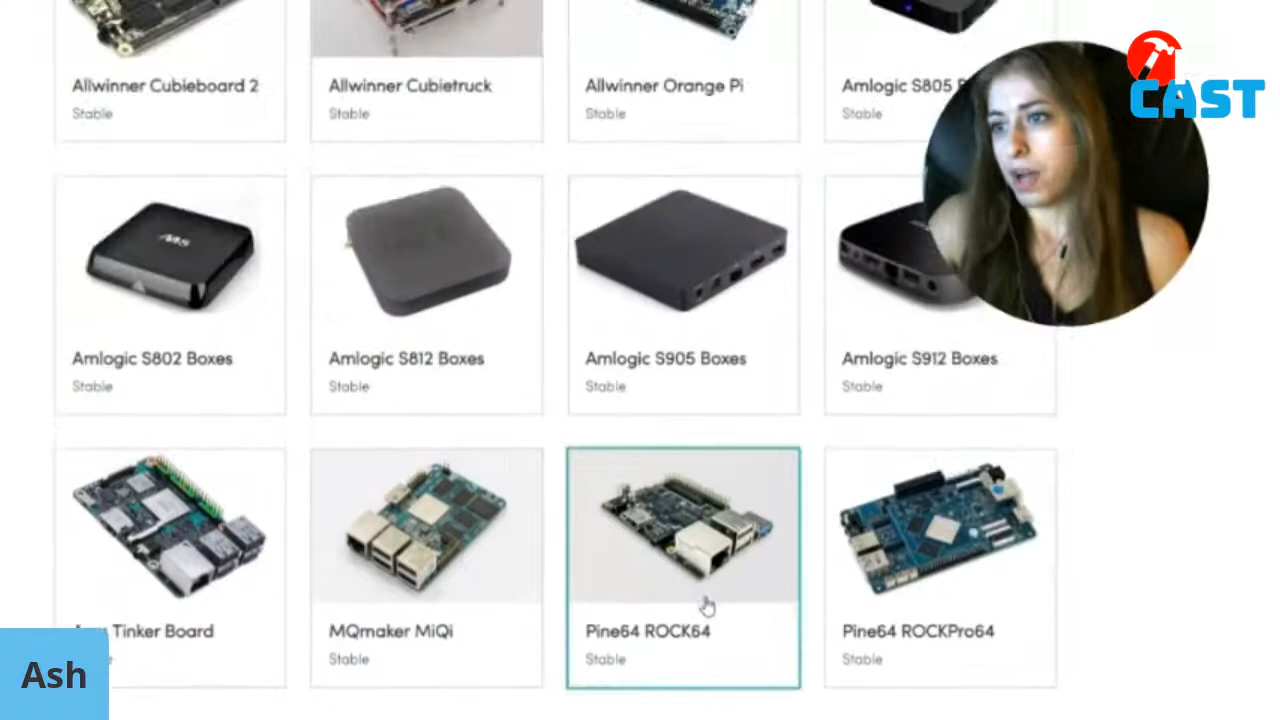 Allwinner Cubieboard 2
Stable
Allwinner Cubietruck
Stable
Allwinner Orange Pi
Stable
Amlogic S805
Stable
CAST
M8
Amlogic S802 Boxes
Stable
Amlogic S812 Boxes
Stable
Amlogic S905 Boxes
Stable
Amlogic S912 Boxes
Stable
Tinker Board
MQmaker MiQi
Stable
Pine64 ROCK64
Stable
Pine64 ROCKPro64
Stable
Ash